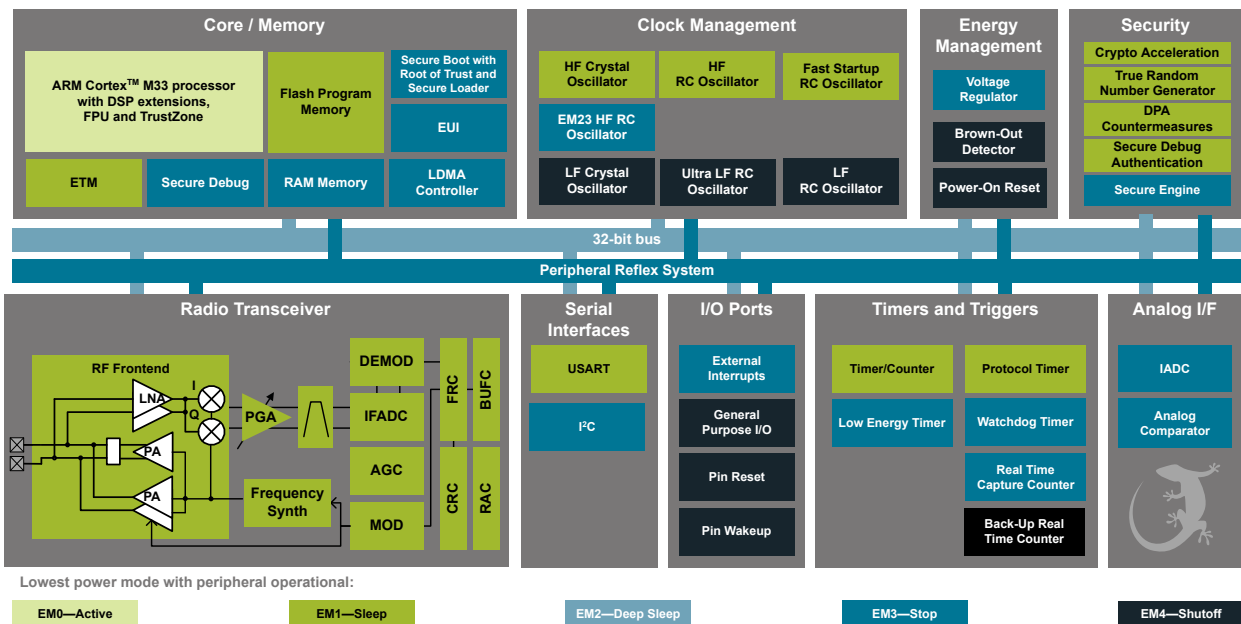 Core / Memory
ARM Cortex™ M33 processor
with DSP extensions,
FPU and TrustZone
Flash Program
Memory
Secure Boot with
Root of Trust and
Secure Loader
EUI
ETM
Secure Debug
RAM Memory
LDMA
Controller
Clock Management
HF Crystal
Oscillator
HF
RC Oscillator
Fast Startup
RC Oscillator
EM23 HF RC
Oscillator
LF Crystal
Oscillator
Ultra LF RC
Oscillator
LF
RC Oscillator
Energy
Management
Voltage
Regulator
Brown-Out
Detector
Power-On Reset
Security
Crypto Acceleration
True Random
Number Generator
DPA
Countermeasures
Secure Debug
Authentication
Secure Engine
32-bit bus
Peripheral Reflex System
Radio Transceiver
RF Frontend
LNA
I
Q
PA
PA
PGA
Frequency
Synth
DEMOD
IFADC
AGC
MOD
FRC
BUFC
CRC
RAC
Serial
Interfaces
USART
I²C
I/O Ports
External
Interrupts
General
Purpose I/O
Pin Reset
Pin Wakeup
Timers and Triggers
Timer/Counter
Protocol Timer
Low Energy Timer
Watchdog Timer
Real Time
Capture Counter
Back-Up Real
Time Counter
Analog I/F
IADC
Analog
Comparator
Lowest power mode with peripheral operational:
EM0—Active
EM1—Sleep
EM2—Deep Sleep
EM3—Stop
EM4—Shutoff